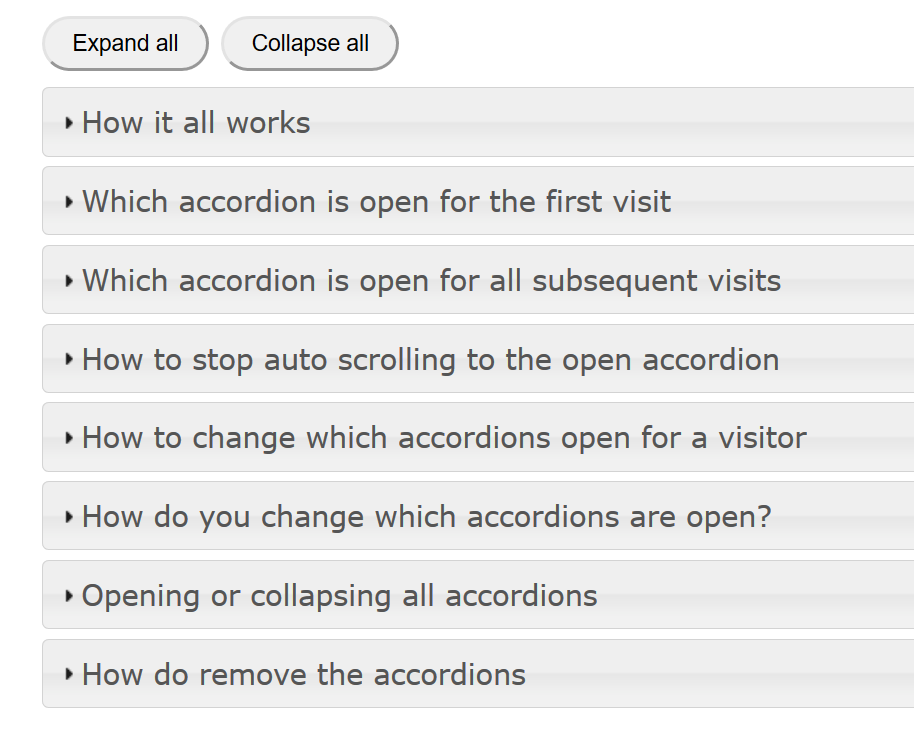 Expand all Collapse all
How it all works
Which accordion is open for the first visit
Which accordion is open for all subsequent visits
How to stop auto scrolling to the open accordion
How to change which accordions open for a visitor
How do you change which accordions are open?
Opening or collapsing all accordions
How do remove the accordions